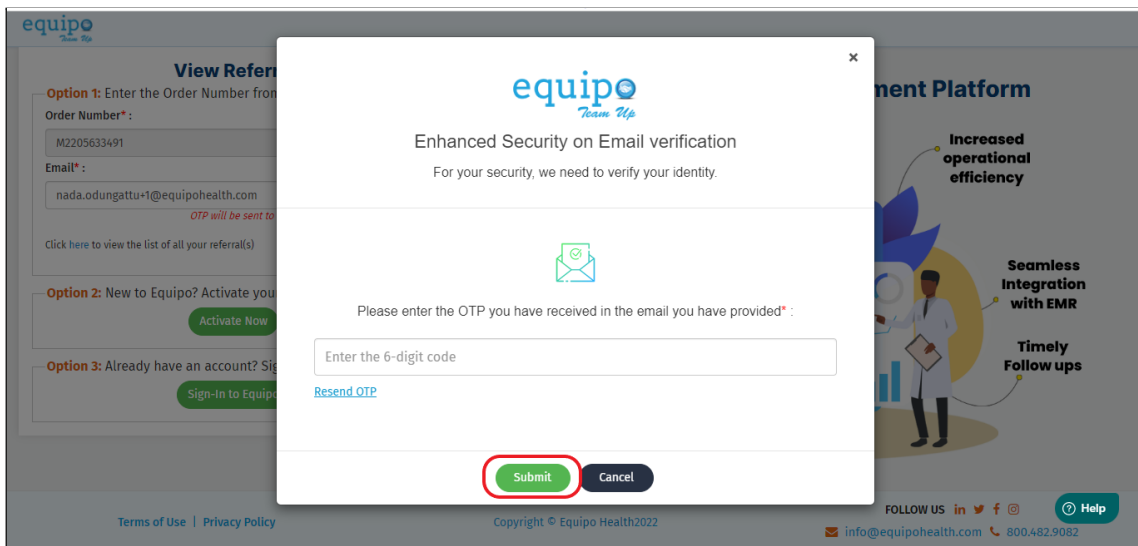 equipo
Team Up
View Referr
Option 1: Enter the Order Number from
Order Number* :
M2205633491
Email* :
nada.odungattu+1@equipohealth.com
OTP will be sent to
Click here to view the list of all your referral(s)
Option 2: New to Equipo? Activate you
Activate Now
Option 3: Already have an account? Sig
Sign-In to Equipo
×
equipo
Team Up
Enhanced Security on Email verification
For your security, we need to verify your identity.
Please enter the OTP you have received in the email you have provided* :
Enter the 6-digit code
Resend OTP
Submit
Cancel
ment Platform
Increased
operational
efficiency
Seamless
Integration
with EMR
Timely
Follow ups
Terms of Use | Privacy Policy
Copyright © Equipo Health2022
FOLLOW US
info@equipohealth.com 800.482.9082
Help